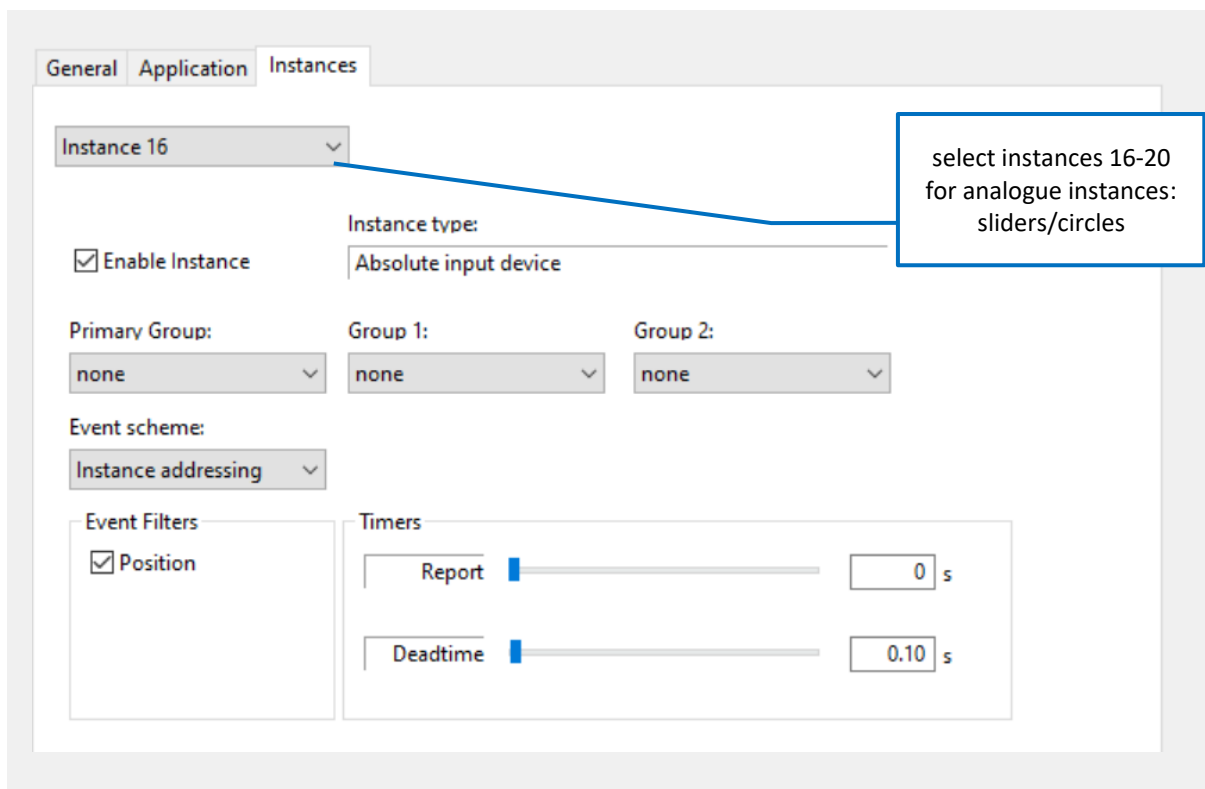 General Application Instances
Instance 16
select instances 16-20
for analogue instances:
sliders/circles
Instance type:
Enable Instance
Absolute input device
Primary Group: Group 1: Group 2:
none none none
Event scheme:
Instance addressing
Event Filters Timers
Position
Report 0 s
Deadtime 0.10 s